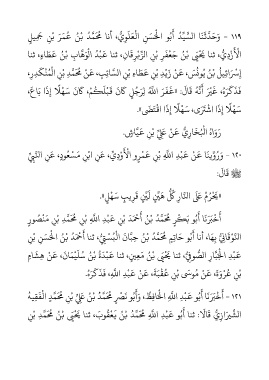 ١١٩ - وَحَدَّثَنَا السَّيِّدُ أَبُو الْحَسَنِ الْعَلَوِيُّ، أنا مُحَمَّدُ بْنُ عُمَرَ بْنِ جَمِيلٍ
الْأَزْدِيُّ، ثنا يَحْيَى بْنُ جَعْفَرِ بْنِ الزِّبْرِقَانِ، ثنا عَبْدُ الْوَهَّابِ بْنُ عَطَاءٍ، ثنا
إِسْرَائِيلُ بْنُ يُونُسَ، عَنْ زَيْدِ بْنِ عَطَاءِ بْنِ السَّائِبِ، عَنْ مُحَمَّدِ بْنِ الْمُنْكَدِرِ،
فَذَكَرَهُ، غَيْرَ أَنَّهُ قَالَ: «غَفَرَ اللَّهُ لِرَجُلٍ كَانَ قَبْلَكُمْ، كَانَ سَهْلًا إِذَا بَاعَ،
سَهْلًا إِذَا اشْتَرَى، سَهْلًا إِذَا اقْتَضَى».
رَوَاهُ الْبُخَارِيُّ عَنْ عَلِيِّ بْنِ عَيَّاشٍ.
١٢٠ - وَرُوِّينَا عَنْ عَبْدِ اللَّهِ بْنِ عَمْرٍو الْأَوْدِيِّ، عَنِ ابْنِ مَسْعُودٍ، عَنِ النَّبِيِّ
ﷺ قَالَ:
«يَحْرُمُ عَلَى النَّارِ كُلُّ هَيِّنٍ لَيِّنٍ قَرِيبٍ سَهْلٍ».
أَخْبَرَنَا أَبُو بَكْرٍ مُحَمَّدُ بْنُ أَحْمَدَ بْنِ عَبْدِ اللَّهِ بْنِ مُحَمَّدِ بْنِ مَنْصُورٍ
النَّوْقَانِيُّ بِهَا، أنا أَبُو حَاتِمٍ مُحَمَّدُ بْنُ حِبَّانَ الْبُسْتِيُّ، ثنا أَحْمَدُ بْنُ الْحَسَنِ بْنِ
عَبْدِ الْجَبَّارِ الصُّوفِيُّ، ثنا يَحْيَى بْنُ مَعِينٍ، ثنا عَبْدَةُ بْنُ سُلَيْمَانَ، عَنْ هِشَامِ
بْنِ عُرْوَةَ، عَنْ مُوسَى بْنِ عُقْبَةَ، عَنْ عَبْدِ اللَّهِ، فَذَكَرَهُ.
١٢١ - أَخْبَرَنَا أَبُو عَبْدِ اللَّهِ الْحَافِظُ، وَأَبُو نَصْرٍ مُحَمَّدُ بْنُ عَلِيِّ بْنِ مُحَمَّدٍ الْفَقِيهُ
الشِّيرَازِيُّ قَالَا: ثنا أَبُو عَبْدِ اللَّهِ مُحَمَّدُ بْنُ يَعْقُوبَ، ثنا يَحْيَى بْنُ مُحَمَّدِ بْنِ